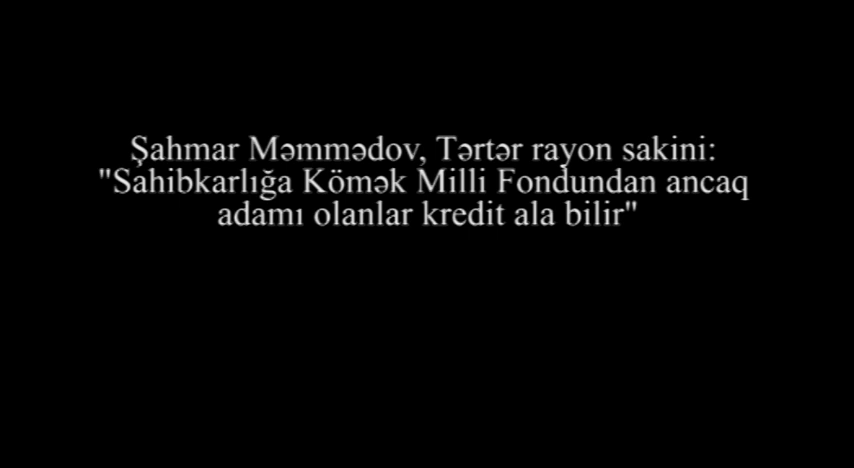 Şahmar Məmmədov, Tərtər rayon sakini:
"Sahibkarlığa Kömək Milli Fondundan ancaq
adamı olanlar kredit ala bilir"